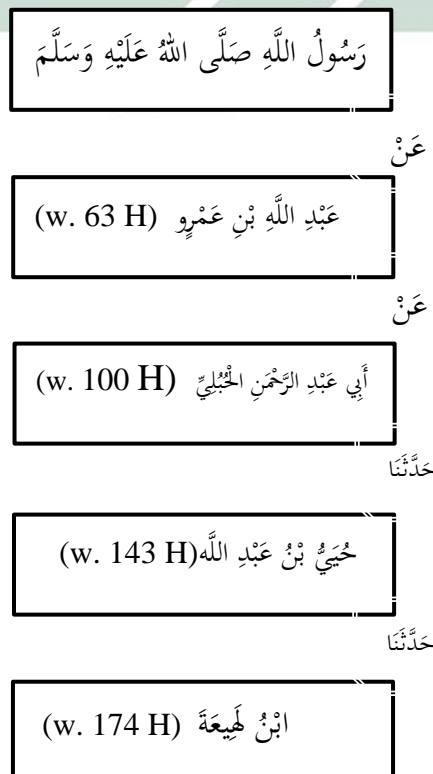 رَسُولُ اللَّهِ صَلَّى اللهُ عَلَيْهِ وَسَلَّمَ
عَنْ
عَبْدِ اللَّهِ بْنِ عَمْرٍو (w. 63 H)
عَنْ
أَبِي عَبْدِ الرَّحْمَنِ الْحُبُلِيِّ (w. 100 H)
حَدَّثَنَا
حُيَيُّ بْنُ عَبْدِ اللَّه(w. 143 H)
حَدَّثَنَا
ابْنُ لَهِيعَةَ (w. 174 H)